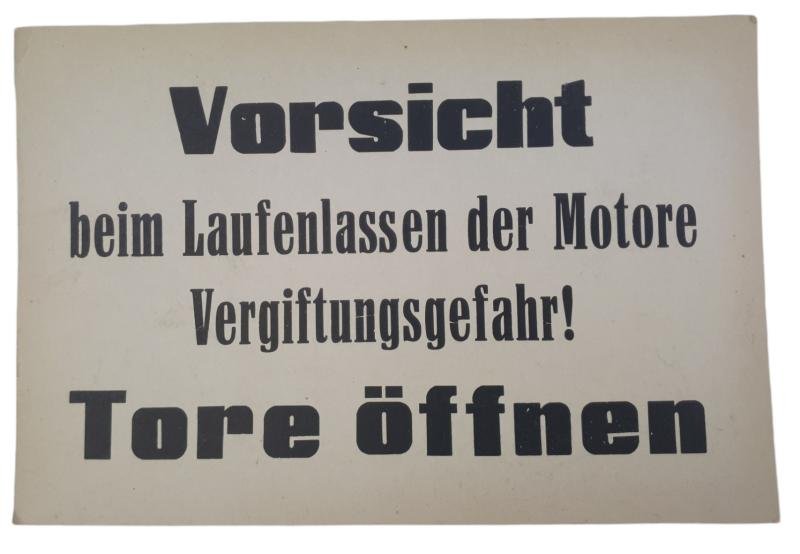 Vorsicht
beim Laufenlassen der Motore
Vergiftungsgefahr!
Tore öffnen